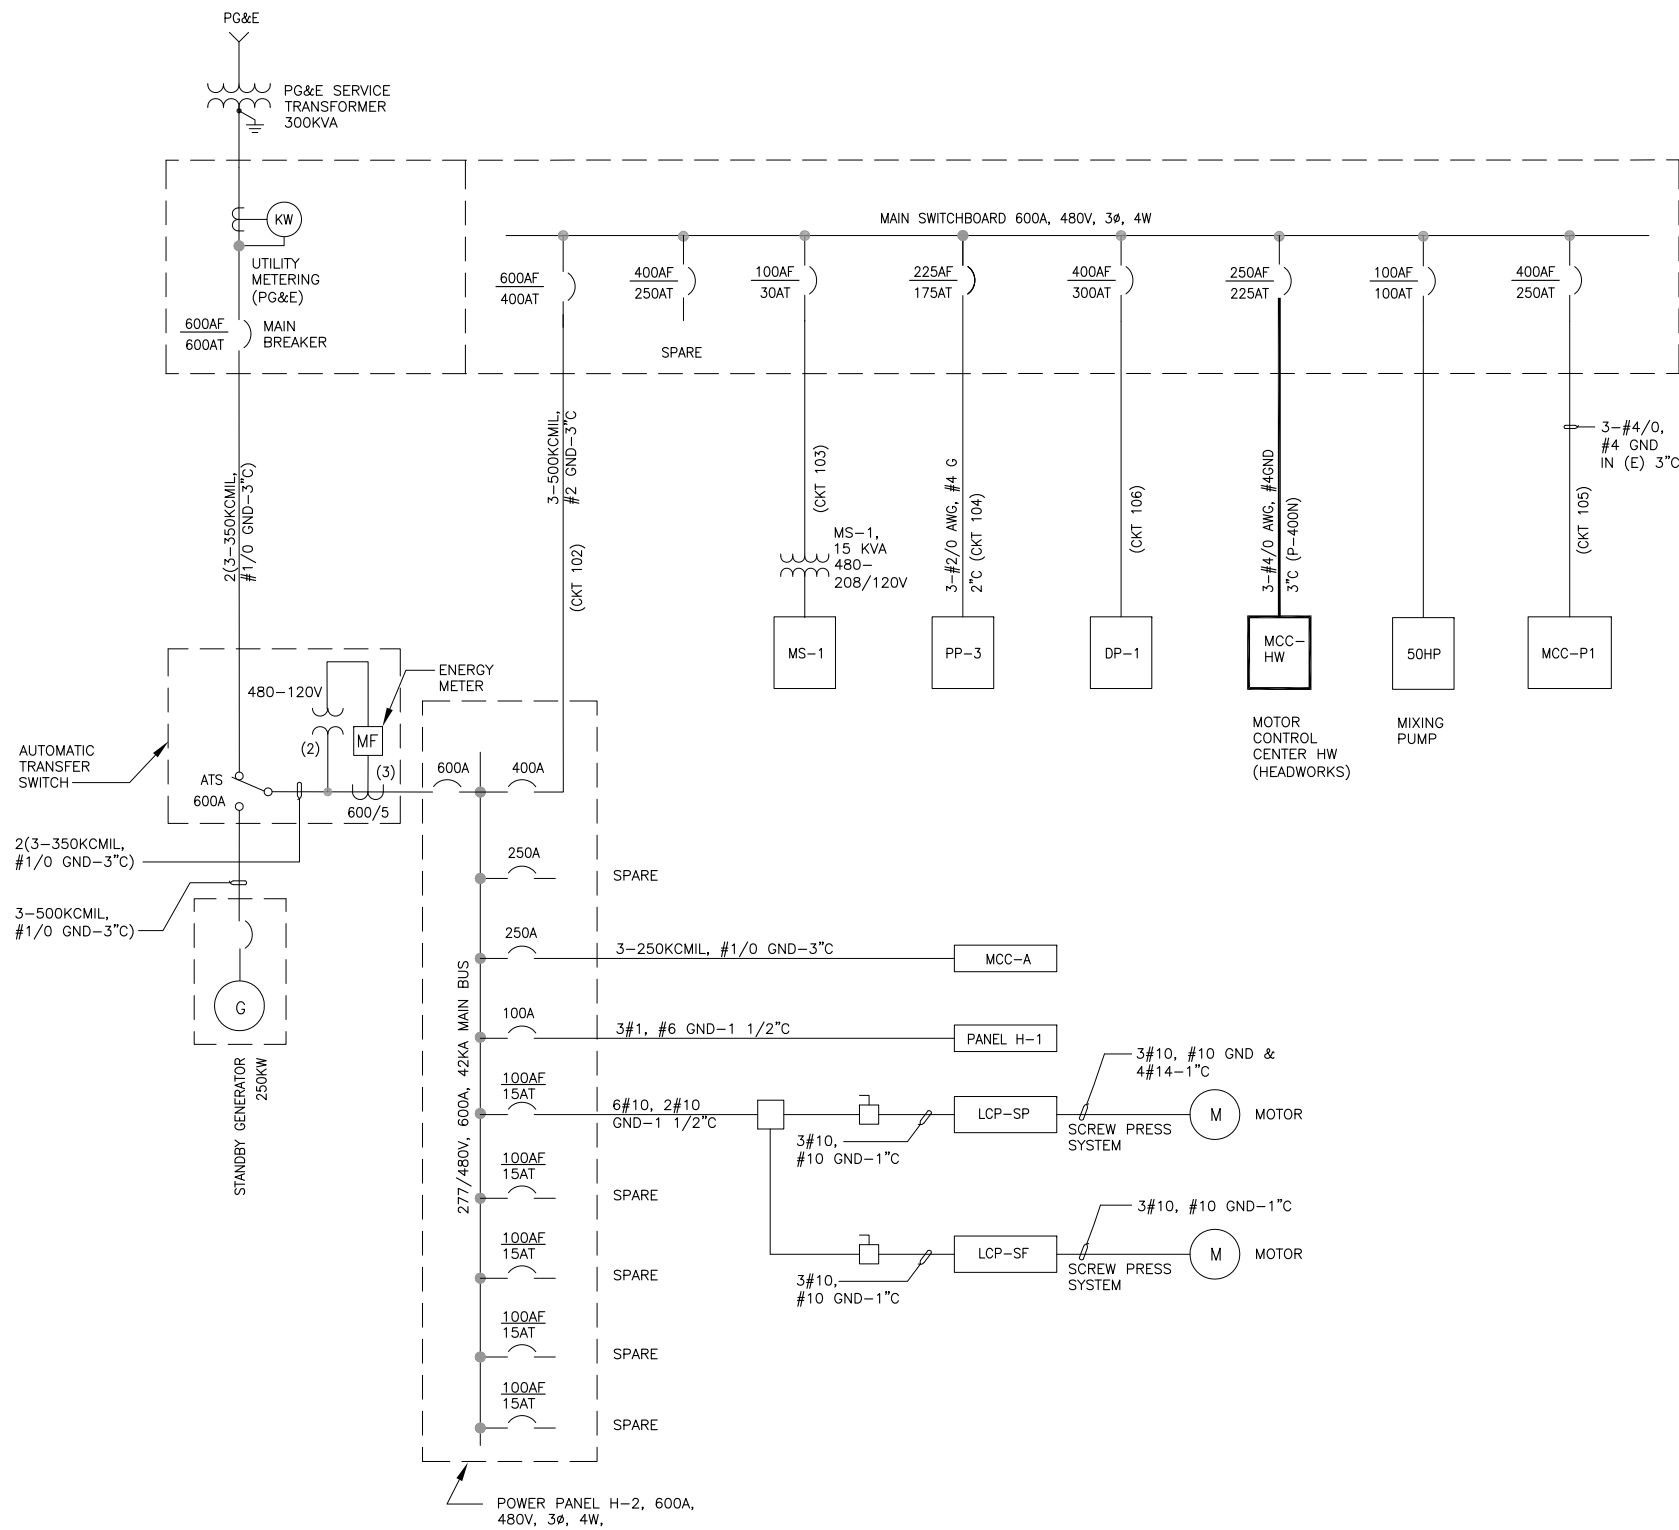 PG&E
PG&E SERVICE
TRANSFORMER
300KVA
KW
UTILITY
METERING
(PG&E)
600AF
600AT
MAIN
BREAKER
MAIN SWITCHBOARD 600A, 480V, 3ø, 4W
600AF
400AT
400AF
250AT
SPARE
100AF
30AT
225AF
175AT
400AF
300AT
250AF
225AT
100AF
100AT
400AF
250AT
2(3-350KCMIL,
#1/0 GND-3"C)
3-500KCMIL,
#2 GND-3"C
(CKT 102)
(CKT 103)
MS-1,
15 KVA
480-
208/120V
3-#2/0 AWG, #4 G
2"C (CKT 104)
(CKT 106)
3-#4/0 AWG, #4GND
3"C (P-400N)
3-#4/0,
#4 GND
IN (E) 3"C
(CKT 105)
MS-1
PP-3
DP-1
MCC-
HW
50HP
MCC-P1
MOTOR
CONTROL
CENTER HW
(HEADWORKS)
MIXING
PUMP
480-120V
ENERGY
METER
MF
(2)
(3)
AUTOMATIC
TRANSFER
SWITCH
ATS
600A
600/5
600A
400A
2(3-350KCMIL,
#1/0 GND-3"C)
3-500KCMIL,
#1/0 GND-3"C)
G
STANDBY GENERATOR
250KW
277/480V, 600A, 42KA MAIN BUS
250A
SPARE
250A
3-250KCMIL, #1/0 GND-3"C
MCC-A
100A
3#1, #6 GND-1 1/2"C
PANEL H-1
100AF
15AT
6#10, 2#10
GND-1 1/2"C
3#10,
#10 GND-1"C
LCP-SP
3#10, #10 GND &
4#14-1"C
SCREW PRESS
SYSTEM
M
MOTOR
100AF
15AT
SPARE
100AF
15AT
SPARE
3#10,
#10 GND-1"C
LCP-SF
3#10, #10 GND-1"C
SCREW PRESS
SYSTEM
M
MOTOR
100AF
15AT
SPARE
100AF
15AT
SPARE
POWER PANEL H-2, 600A,
480V, 3ø, 4W,